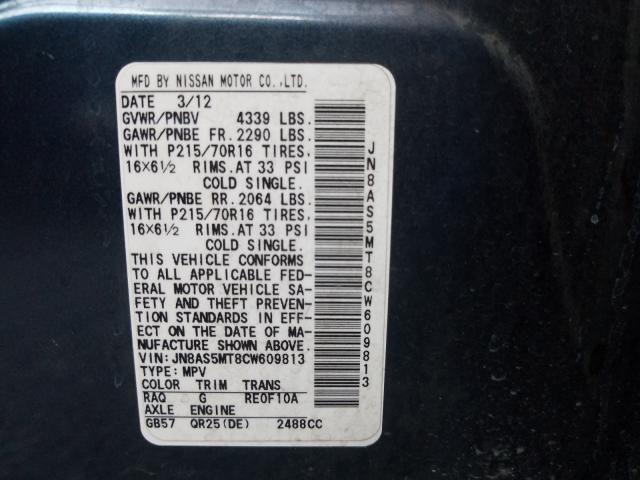 MFD BY NISSAN MOTOR CO.,LTD.
DATE 3/12
GVWR/PNBV 4339 LBS.
GAWR/PNBE FR. 2290 LBS.
WITH P215/70R16 TIRES.
16×6½ RIMS.AT 33 PSI
COLD SINGLE.
GAWR/PNBE RR. 2064 LBS.
WITH P215/70R16 TIRES.
16×6½ RIMS.AT 33 PSI
COLD SINGLE.
THIS VEHICLE CONFORMS
TO ALL APPLICABLE FED-
ERAL MOTOR VEHICLE SA-
FETY AND THEFT PREVEN-
TION STANDARDS IN EFF-
ECT ON THE DATE OF MA-
NUFACTURE SHOWN ABOVE.
VIN: JN8AS5MT8CW609813
TYPE: MPV
COLOR TRIM TRANS
RAQ G RE0F10A
AXLE ENGINE
GB57 QR25(DE) 2488CC
JN8AS5MT8CW609813